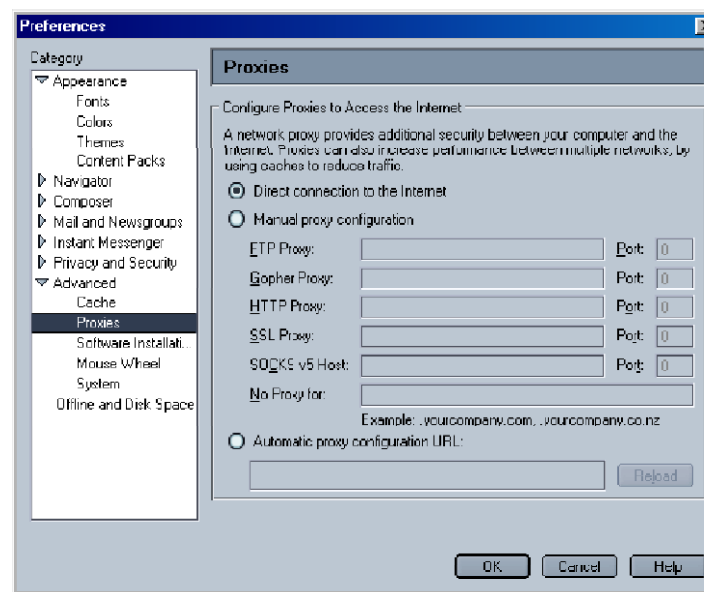 Preferences
Category
Appearance
Fonts
Colors
Themes
Content Packs
Navigator
Composer
Mail and Newsgroups
Instant Messenger
Privacy and Security
Advanced
Cache
Proxies
Software Installati...
Mouse Wheel
System
Offline and Disk Space
Proxies
Configure Proxies to Access the Internet
A network proxy provides additional security between your computer and the
Internet. Proxies can also increase performance between multiple networks, by
using caches to reduce traffic.
Direct connection to the Internet
Manual proxy configuration
FTP Proxy: Port: 0
Gopher Proxy: Port: 0
HTTP Proxy: Port: 0
SSL Proxy: Port: 0
SOCKS v5 Host: Port: 0
No Proxy for:
Example: .yourcompany.com, .yourcompany.co.nz
Automatic proxy configuration URL:
Reload
OK Cancel Help